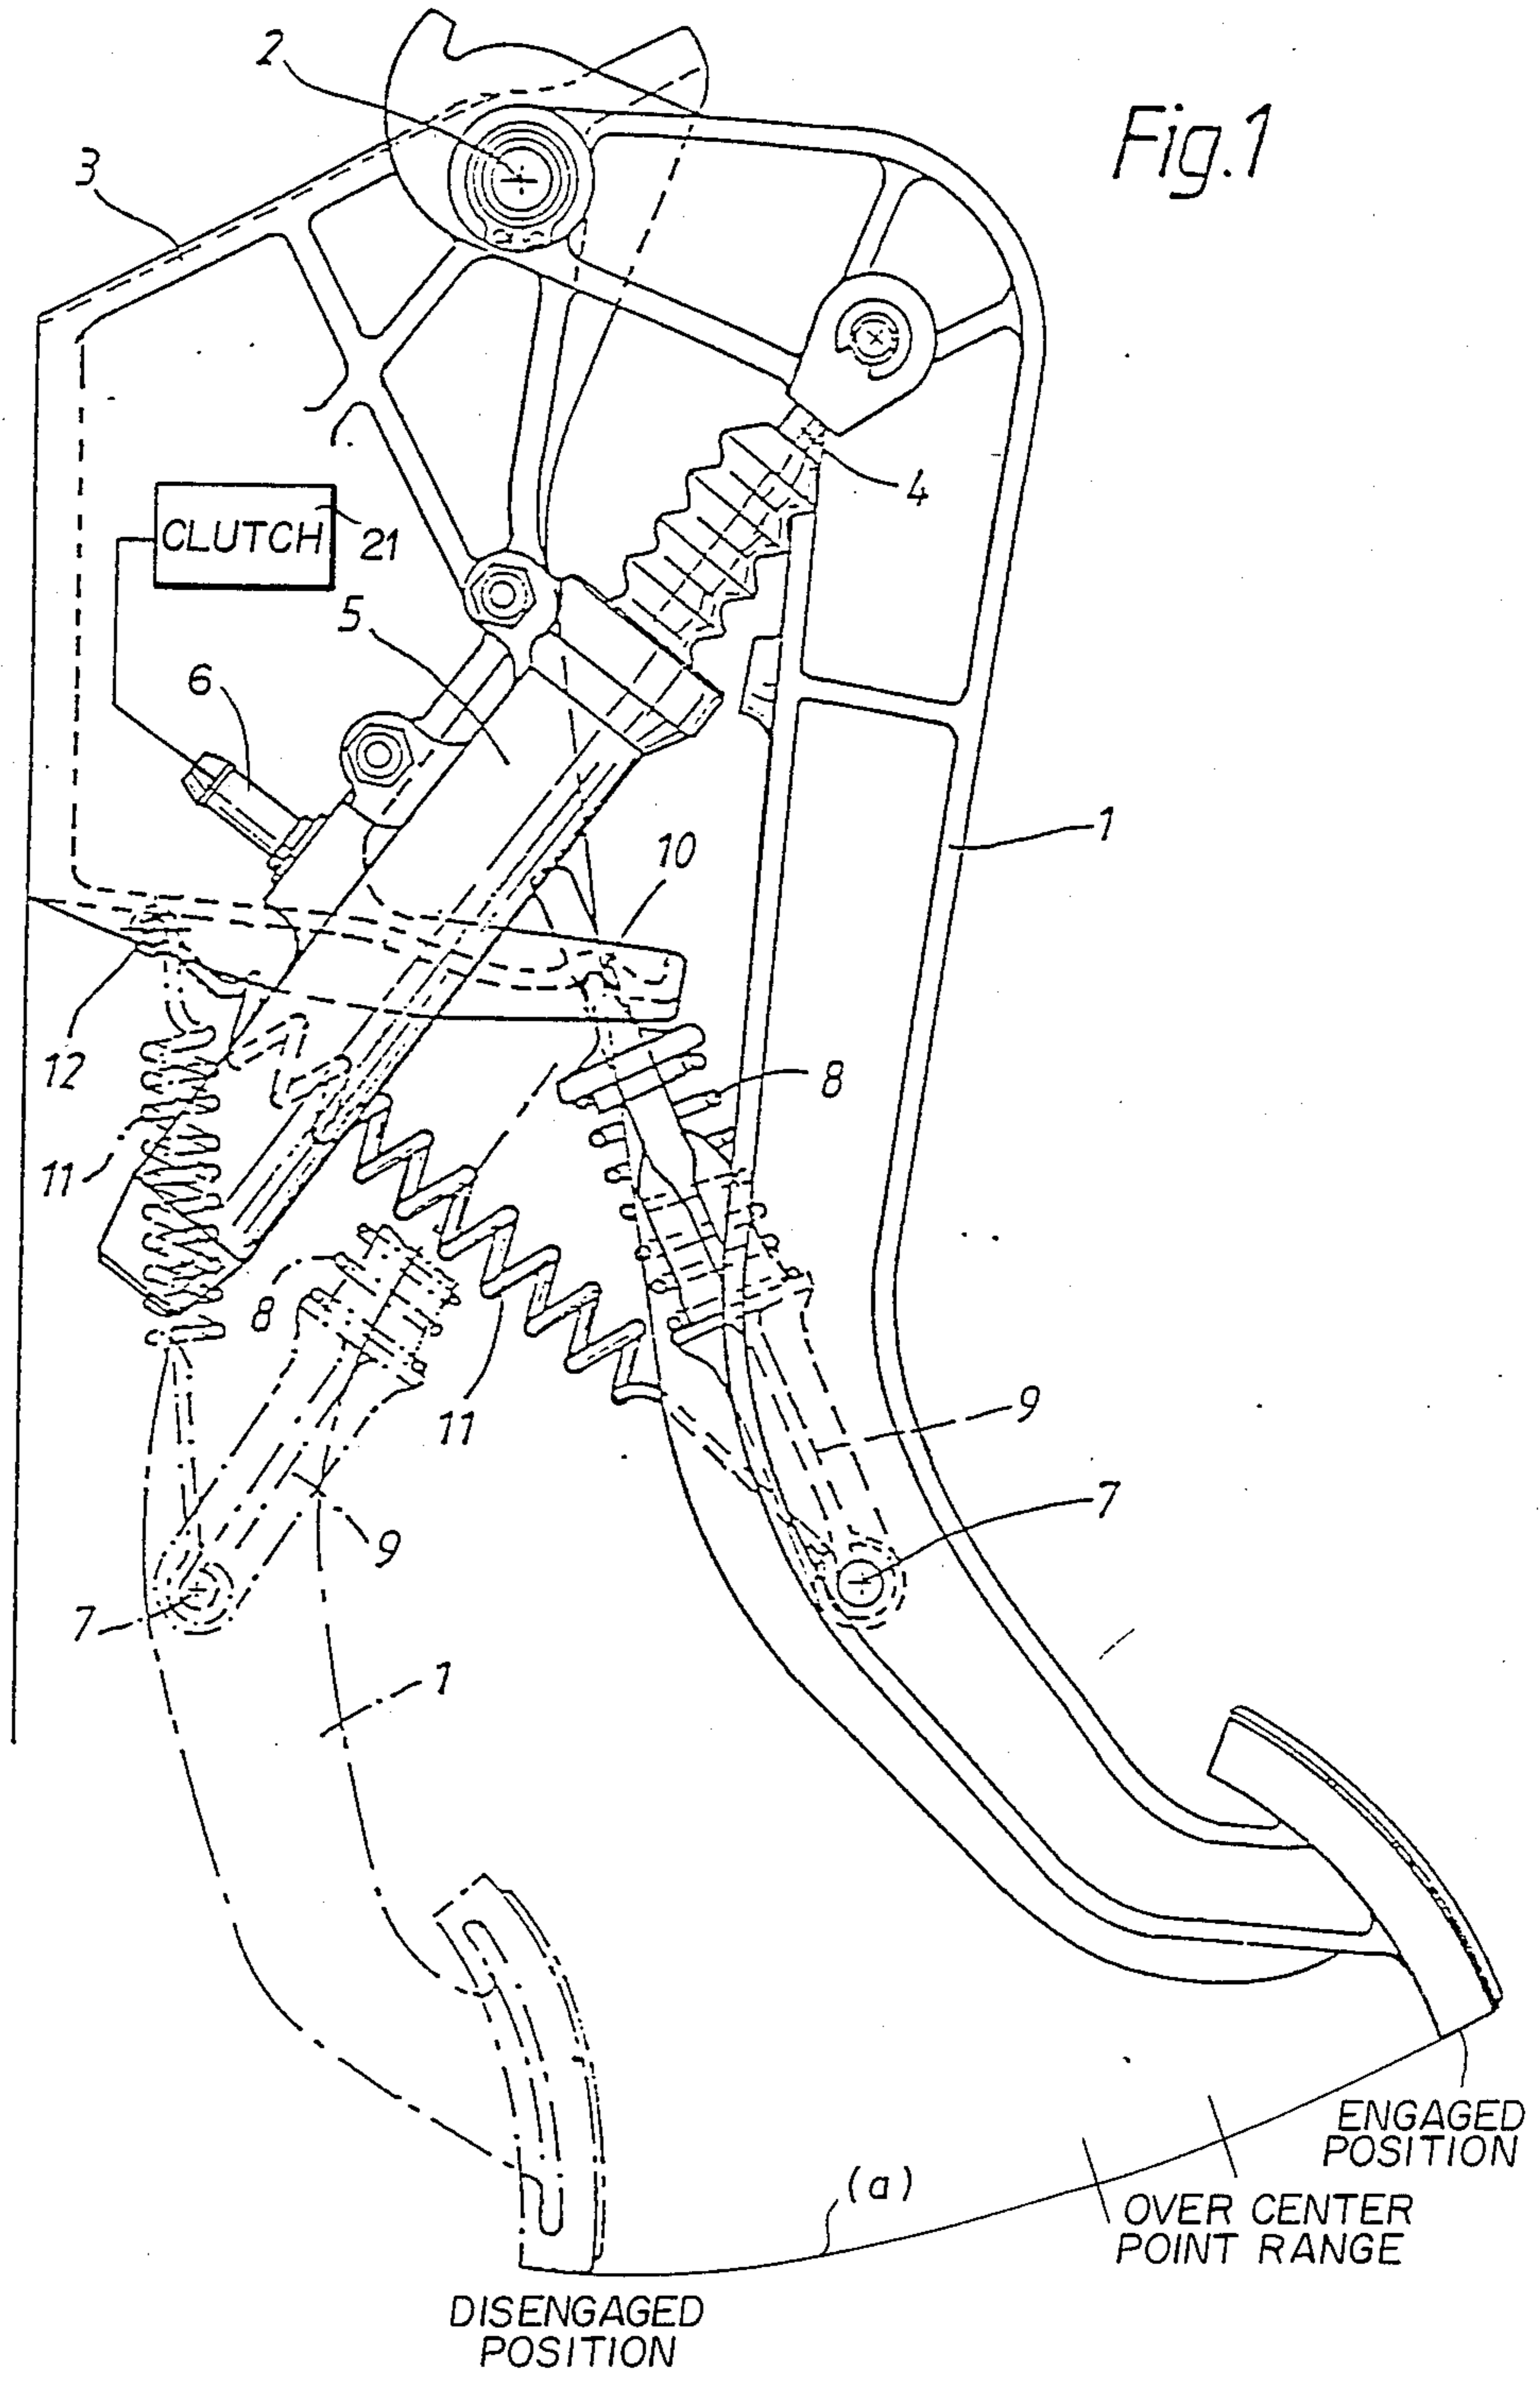 Fig.1
2
3
4
CLUTCH
21
5
6
1
10
12
8
11
8
11
9
9
7
7
1
ENGAGED
POSITION
(a)
OVER CENTER
POINT RANGE
DISENGAGED
POSITION